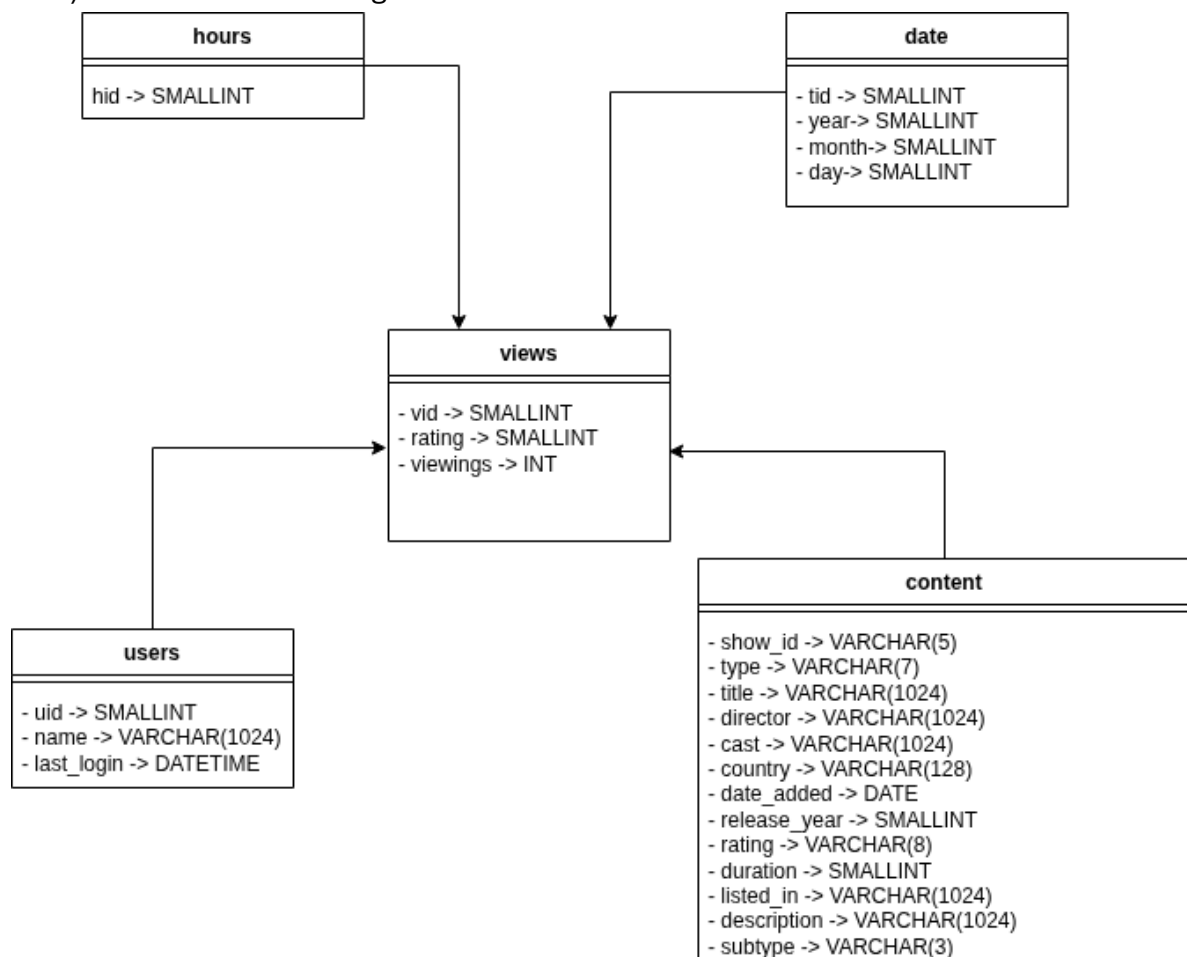 hours
hid -> SMALLINT
date
- tid -> SMALLINT
- year-> SMALLINT
- month-> SMALLINT
- day-> SMALLINT
views
- vid -> SMALLINT
- rating -> SMALLINT
- viewings -> INT
users
- uid -> SMALLINT
- name -> VARCHAR(1024)
- last_login -> DATETIME
content
- show_id -> VARCHAR(5)
- type -> VARCHAR(7)
- title -> VARCHAR(1024)
- director -> VARCHAR(1024)
- cast -> VARCHAR(1024)
- country -> VARCHAR(128)
- date_added -> DATE
- release_year -> SMALLINT
- rating -> VARCHAR(8)
- duration -> SMALLINT
- listed_in -> VARCHAR(1024)
- description -> VARCHAR(1024)
- subtype -> VARCHAR(3)